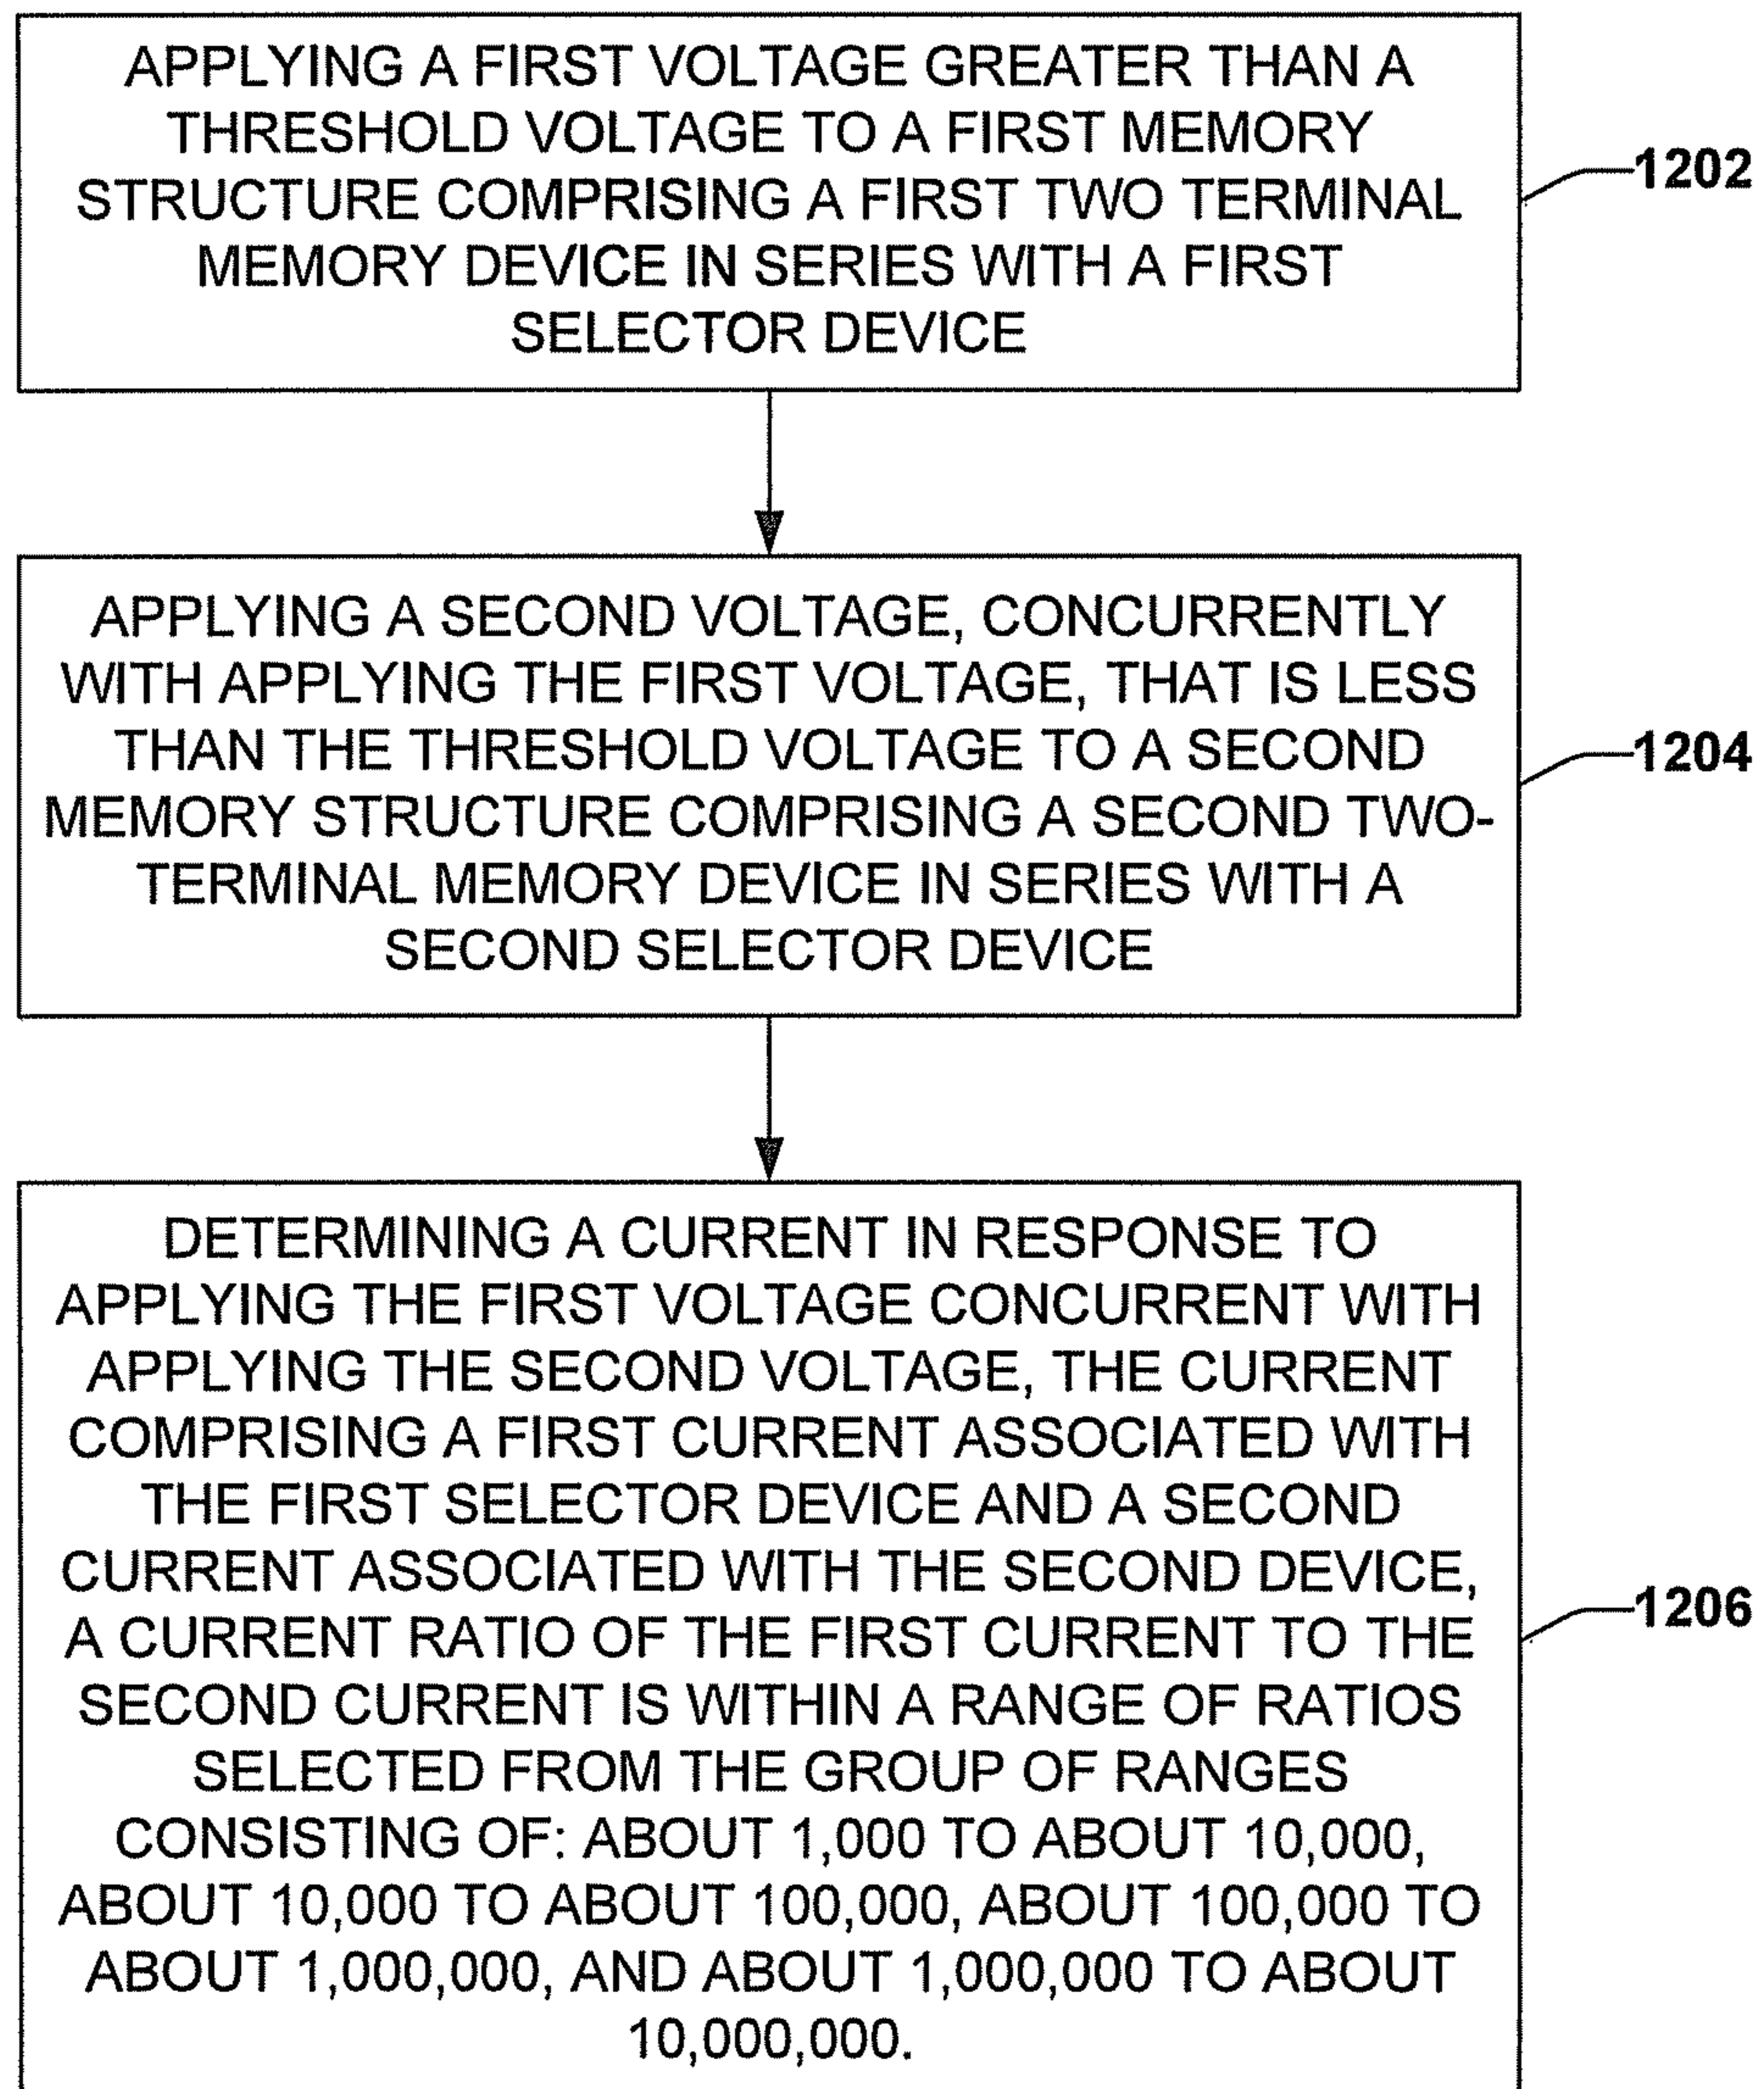 APPLYING A FIRST VOLTAGE GREATER THAN A
THRESHOLD VOLTAGE TO A FIRST MEMORY
STRUCTURE COMPRISING A FIRST TWO TERMINAL
MEMORY DEVICE IN SERIES WITH A FIRST
SELECTOR DEVICE
1202
APPLYING A SECOND VOLTAGE, CONCURRENTLY
WITH APPLYING THE FIRST VOLTAGE, THAT IS LESS
THAN THE THRESHOLD VOLTAGE TO A SECOND
MEMORY STRUCTURE COMPRISING A SECOND TWO-
TERMINAL MEMORY DEVICE IN SERIES WITH A
SECOND SELECTOR DEVICE
1204
DETERMINING A CURRENT IN RESPONSE TO
APPLYING THE FIRST VOLTAGE CONCURRENT WITH
APPLYING THE SECOND VOLTAGE, THE CURRENT
COMPRISING A FIRST CURRENT ASSOCIATED WITH
THE FIRST SELECTOR DEVICE AND A SECOND
CURRENT ASSOCIATED WITH THE SECOND DEVICE,
A CURRENT RATIO OF THE FIRST CURRENT TO THE
SECOND CURRENT IS WITHIN A RANGE OF RATIOS
SELECTED FROM THE GROUP OF RANGES
CONSISTING OF: ABOUT 1,000 TO ABOUT 10,000,
ABOUT 10,000 TO ABOUT 100,000, ABOUT 100,000 TO
ABOUT 1,000,000, AND ABOUT 1,000,000 TO ABOUT
10,000,000.
1206